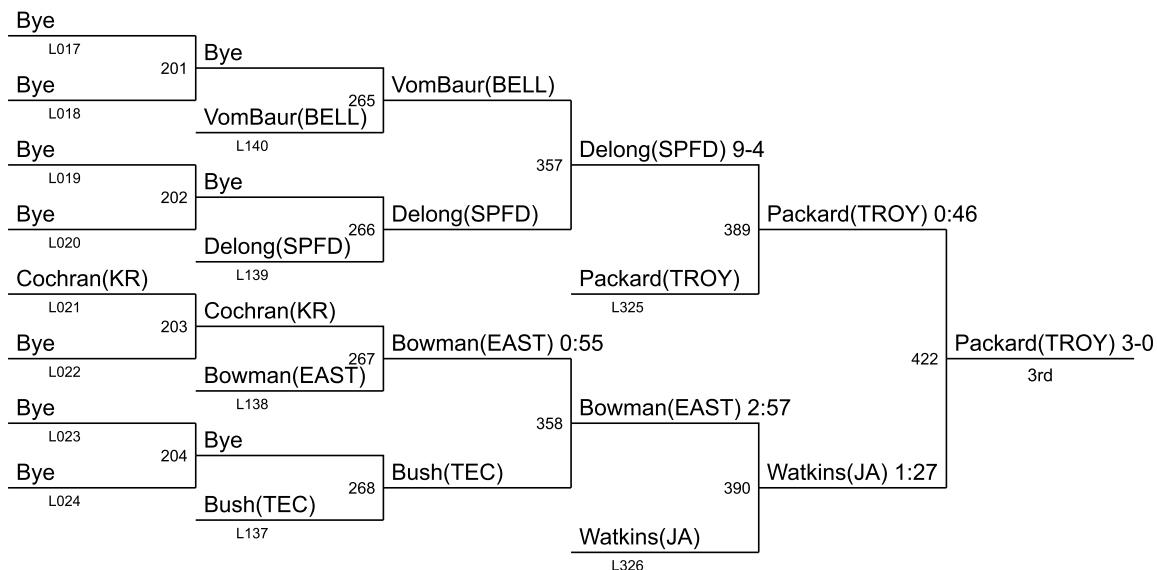 Bye
L017
201
Bye
Bye
L018
265
VomBaur(BELL)
VomBaur(BELL)
L140
Bye
L019
202
Bye
Bye
L020
266
Delong(SPFD)
Delong(SPFD)
L139
357
Delong(SPFD) 9-4
389
Packard(TROY)
L325
Packard(TROY) 0:46
Cochran(KR)
L021
203
Cochran(KR)
Bye
L022
267
Bowman(EAST) 0:55
Bowman(EAST)
L138
Bye
L023
204
Bye
Bye
L024
268
Bush(TEC)
Bush(TEC)
L137
358
Bowman(EAST) 2:57
390
Watkins(JA) 1:27
Watkins(JA)
L326
422
Packard(TROY) 3-0
3rd